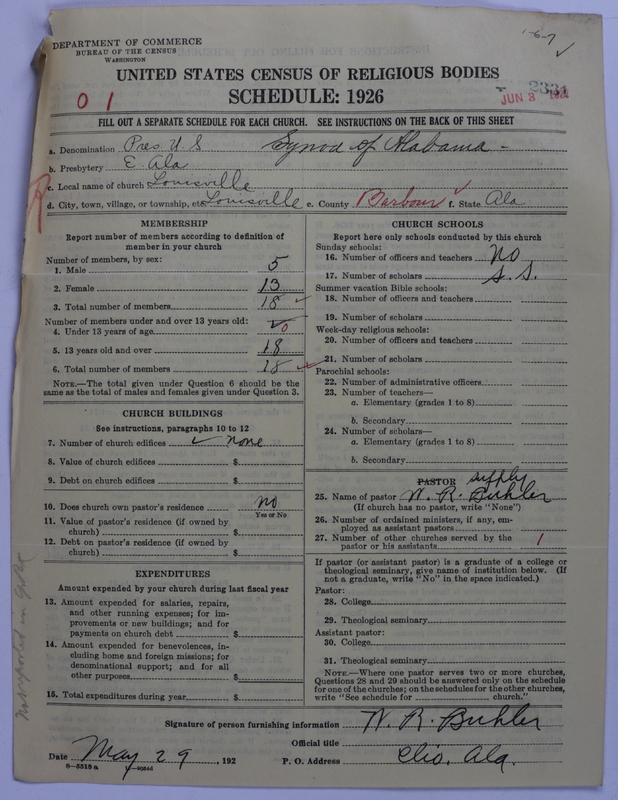 1-6-7 ✓
DEPARTMENT OF COMMERCE
BUREAU OF THE CENSUS
WASHINGTON
UNITED STATES CENSUS OF RELIGIOUS BODIES
SCHEDULE: 1926
0 1
2331
JUN 3
FILL OUT A SEPARATE SCHEDULE FOR EACH CHURCH. SEE INSTRUCTIONS ON THE BACK OF THIS SHEET
a. Denomination Pres U.S Synod of Alabama -
b. Presbytery E. Ala
c. Local name of church Louisville
d. City, town, village, or township, etc. Louisville e. County Barbour ✓ f. State Ala
MEMBERSHIP
Report number of members according to definition of
member in your church
Number of members, by sex:
1. Male 5
2. Female 13
3. Total number of members 18 ✓
Number of members under and over 13 years old:
4. Under 13 years of age 0
5. 13 years old and over 18
6. Total number of members 18 ✓
NOTE.—The total given under Question 6 should be the
same as the total of males and females given under Question 3.
CHURCH BUILDINGS
See instructions, paragraphs 10 to 12
7. Number of church edifices ✓ none
8. Value of church edifices $
9. Debt on church edifices $
10. Does church own pastor's residence no
Yes or No
11. Value of pastor's residence (if owned by
church) $
12. Debt on pastor's residence (if owned by
church) $
EXPENDITURES
Amount expended by your church during last fiscal year
13. Amount expended for salaries, repairs,
and other running expenses; for im-
provements or new buildings; and for
payments on church debt $
14. Amount expended for benevolences, in-
cluding home and foreign missions; for
denominational support; and for all
other purposes $
15. Total expenditures during year $
CHURCH SCHOOLS
Report here only schools conducted by this church
Sunday schools:
16. Number of officers and teachers No
17. Number of scholars S. S.
Summer vacation Bible schools:
18. Number of officers and teachers
19. Number of scholars
Week-day religious schools:
20. Number of officers and teachers
21. Number of scholars
Parochial schools:
22. Number of administrative officers
23. Number of teachers—
a. Elementary (grades 1 to 8)
b. Secondary
24. Number of scholars—
a. Elementary (grades 1 to 8)
b. Secondary
PASTOR supply
25. Name of pastor W. R. Buhler
(If church has no pastor, write "None")
26. Number of ordained ministers, if any, em-
ployed as assistant pastors
27. Number of other churches served by the
pastor or his assistants 1
If pastor (or assistant pastor) is a graduate of a college or
theological seminary, give name of institution below. (If
not a graduate, write "No" in the space indicated.)
Pastor:
28. College
29. Theological seminary
Assistant pastor:
30. College
31. Theological seminary
NOTE.—Where one pastor serves two or more churches,
Questions 28 and 29 should be answered only on the schedule
for one of the churches; on the schedules for the other churches,
write "See schedule for church."
Signature of person furnishing information W. R. Buhler
Official title
Date May 29, 192 P. O. Address Clio, Ala.
8—5518a
Not reported in